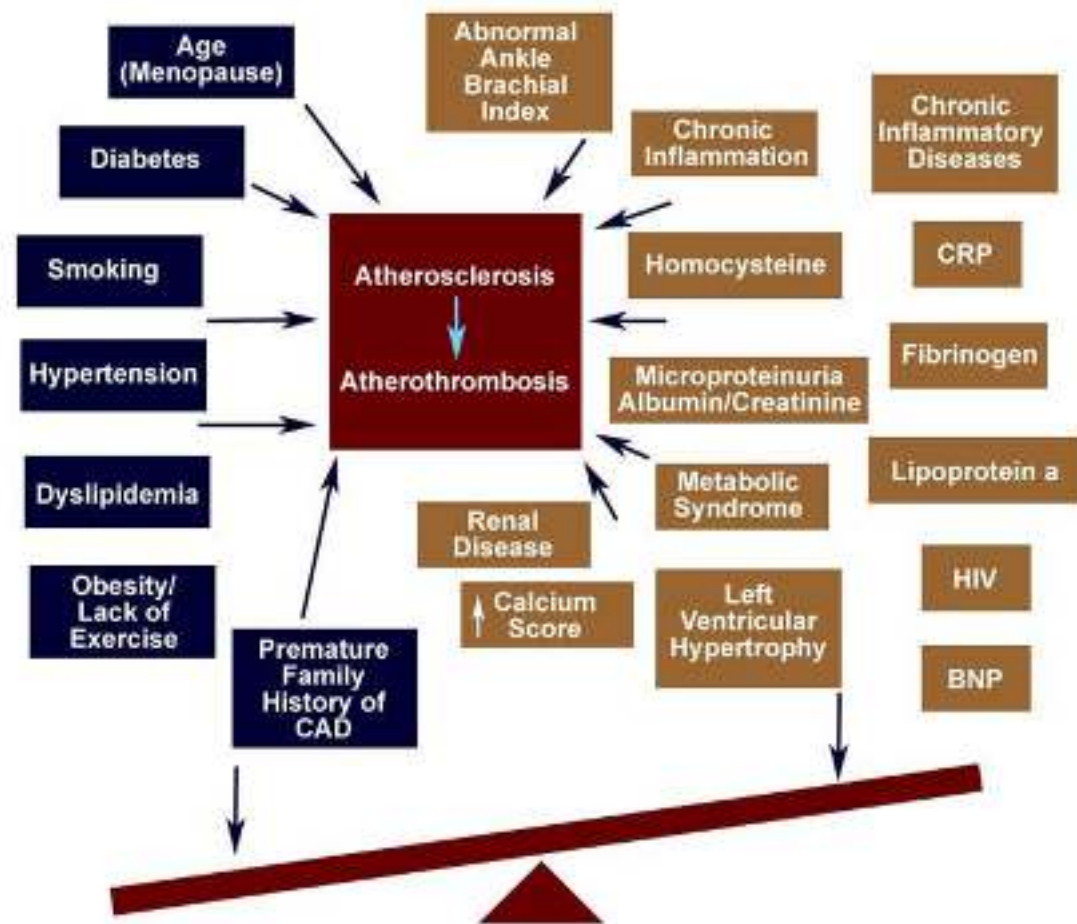 Age
(Menopause)
Diabetes
Smoking
Hypertension
Dyslipidemia
Obesity/
Lack of
Exercise
Premature
Family
History of
CAD
Atherosclerosis
Atherothrombosis
Abnormal
Ankle
Brachial
Index
Chronic
Inflammation
Homocysteine
Microproteinuria
Albumin/Creatinine
Metabolic
Syndrome
Renal
Disease
↑ Calcium
Score
Left
Ventricular
Hypertrophy
Chronic
Inflammatory
Diseases
CRP
Fibrinogen
Lipoprotein a
HIV
BNP